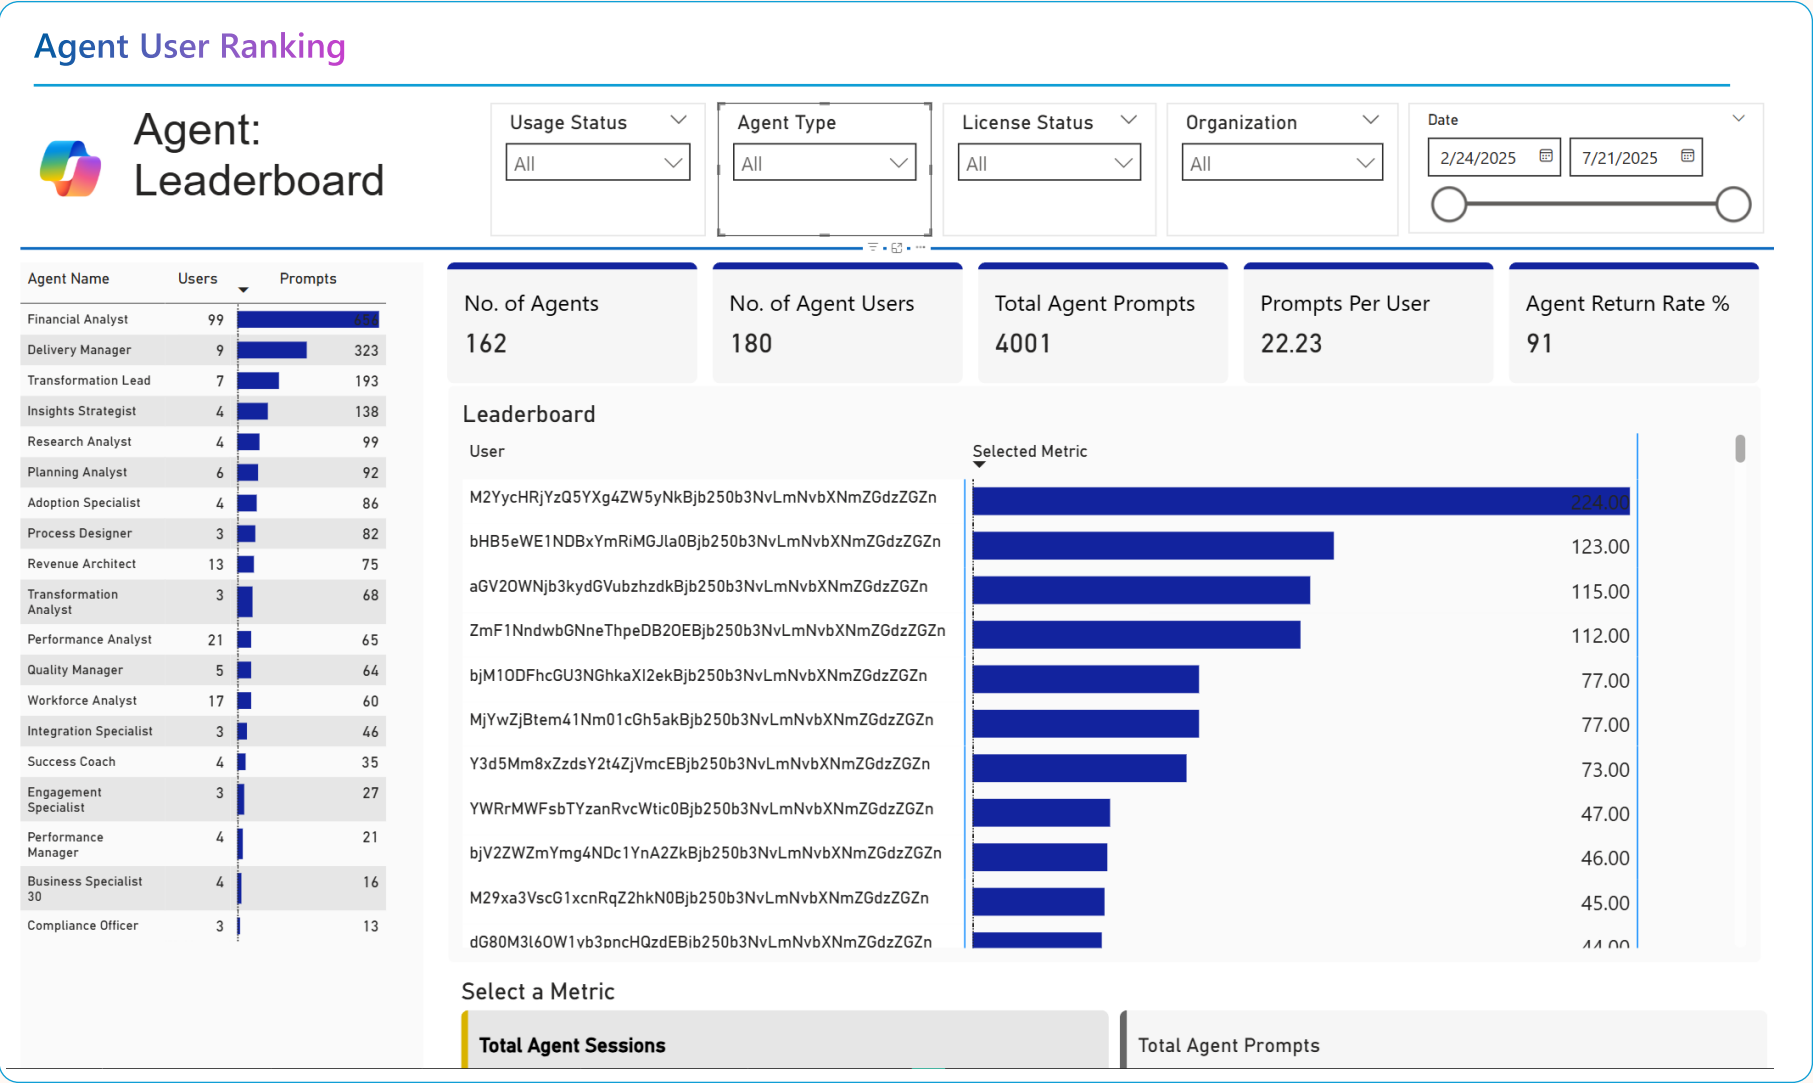 Agent User Ranking
Agent:
Leaderboard
Usage Status
All
Agent Type
All
License Status
All
Organization
All
Date
2/24/2025
7/21/2025
Agent Name Users Prompts
Financial Analyst 99 656
Delivery Manager 9 323
Transformation Lead 7 193
Insights Strategist 4 138
Research Analyst 4 99
Planning Analyst 6 92
Adoption Specialist 4 86
Process Designer 3 82
Revenue Architect 13 75
Transformation 3 68
Analyst
Performance Analyst 21 65
Quality Manager 5 64
Workforce Analyst 17 60
Integration Specialist 3 46
Success Coach 4 35
Engagement 3 27
Specialist
Performance 4 21
Manager
Business Specialist 4 16
30
Compliance Officer 3 13
No. of Agents
162
No. of Agent Users
180
Total Agent Prompts
4001
Prompts Per User
22.23
Agent Return Rate %
91
Leaderboard
User Selected Metric
M2YycHRjYzQ5YXg4ZW5yNkBjb250b3NvLmNvbXNmZGdzZGZn 224.00
bHB5eWE1NDBxYmRiMGJla0Bjb250b3NvLmNvbXNmZGdzZGZn 123.00
aGV2OWNjb3kydGVubzhzdkBjb250b3NvLmNvbXNmZGdzZGZn 115.00
ZmF1NndwbGNneThpeDB2OEBjb250b3NvLmNvbXNmZGdzZGZn 112.00
bjM1ODFhcGU3NGhkaXl2ekBjb250b3NvLmNvbXNmZGdzZGZn 77.00
MjYwZjBtem41Nm01cGh5akBjb250b3NvLmNvbXNmZGdzZGZn 77.00
Y3d5Mm8xZzdsY2t4ZjVmcEBjb250b3NvLmNvbXNmZGdzZGZn 73.00
YWRrMWFsbTYzanRvcWtic0Bjb250b3NvLmNvbXNmZGdzZGZn 47.00
bjV2ZWZmYmg4NDc1YnA2ZkBjb250b3NvLmNvbXNmZGdzZGZn 46.00
M29xa3VscG1xcnRqZ2hkN0Bjb250b3NvLmNvbXNmZGdzZGZn 45.00
dG80M3l6OW1vb3pncHQzdEBjb250b3NvLmNvbXNmZGdzZGZn 44.00
Select a Metric
Total Agent Sessions
Total Agent Prompts